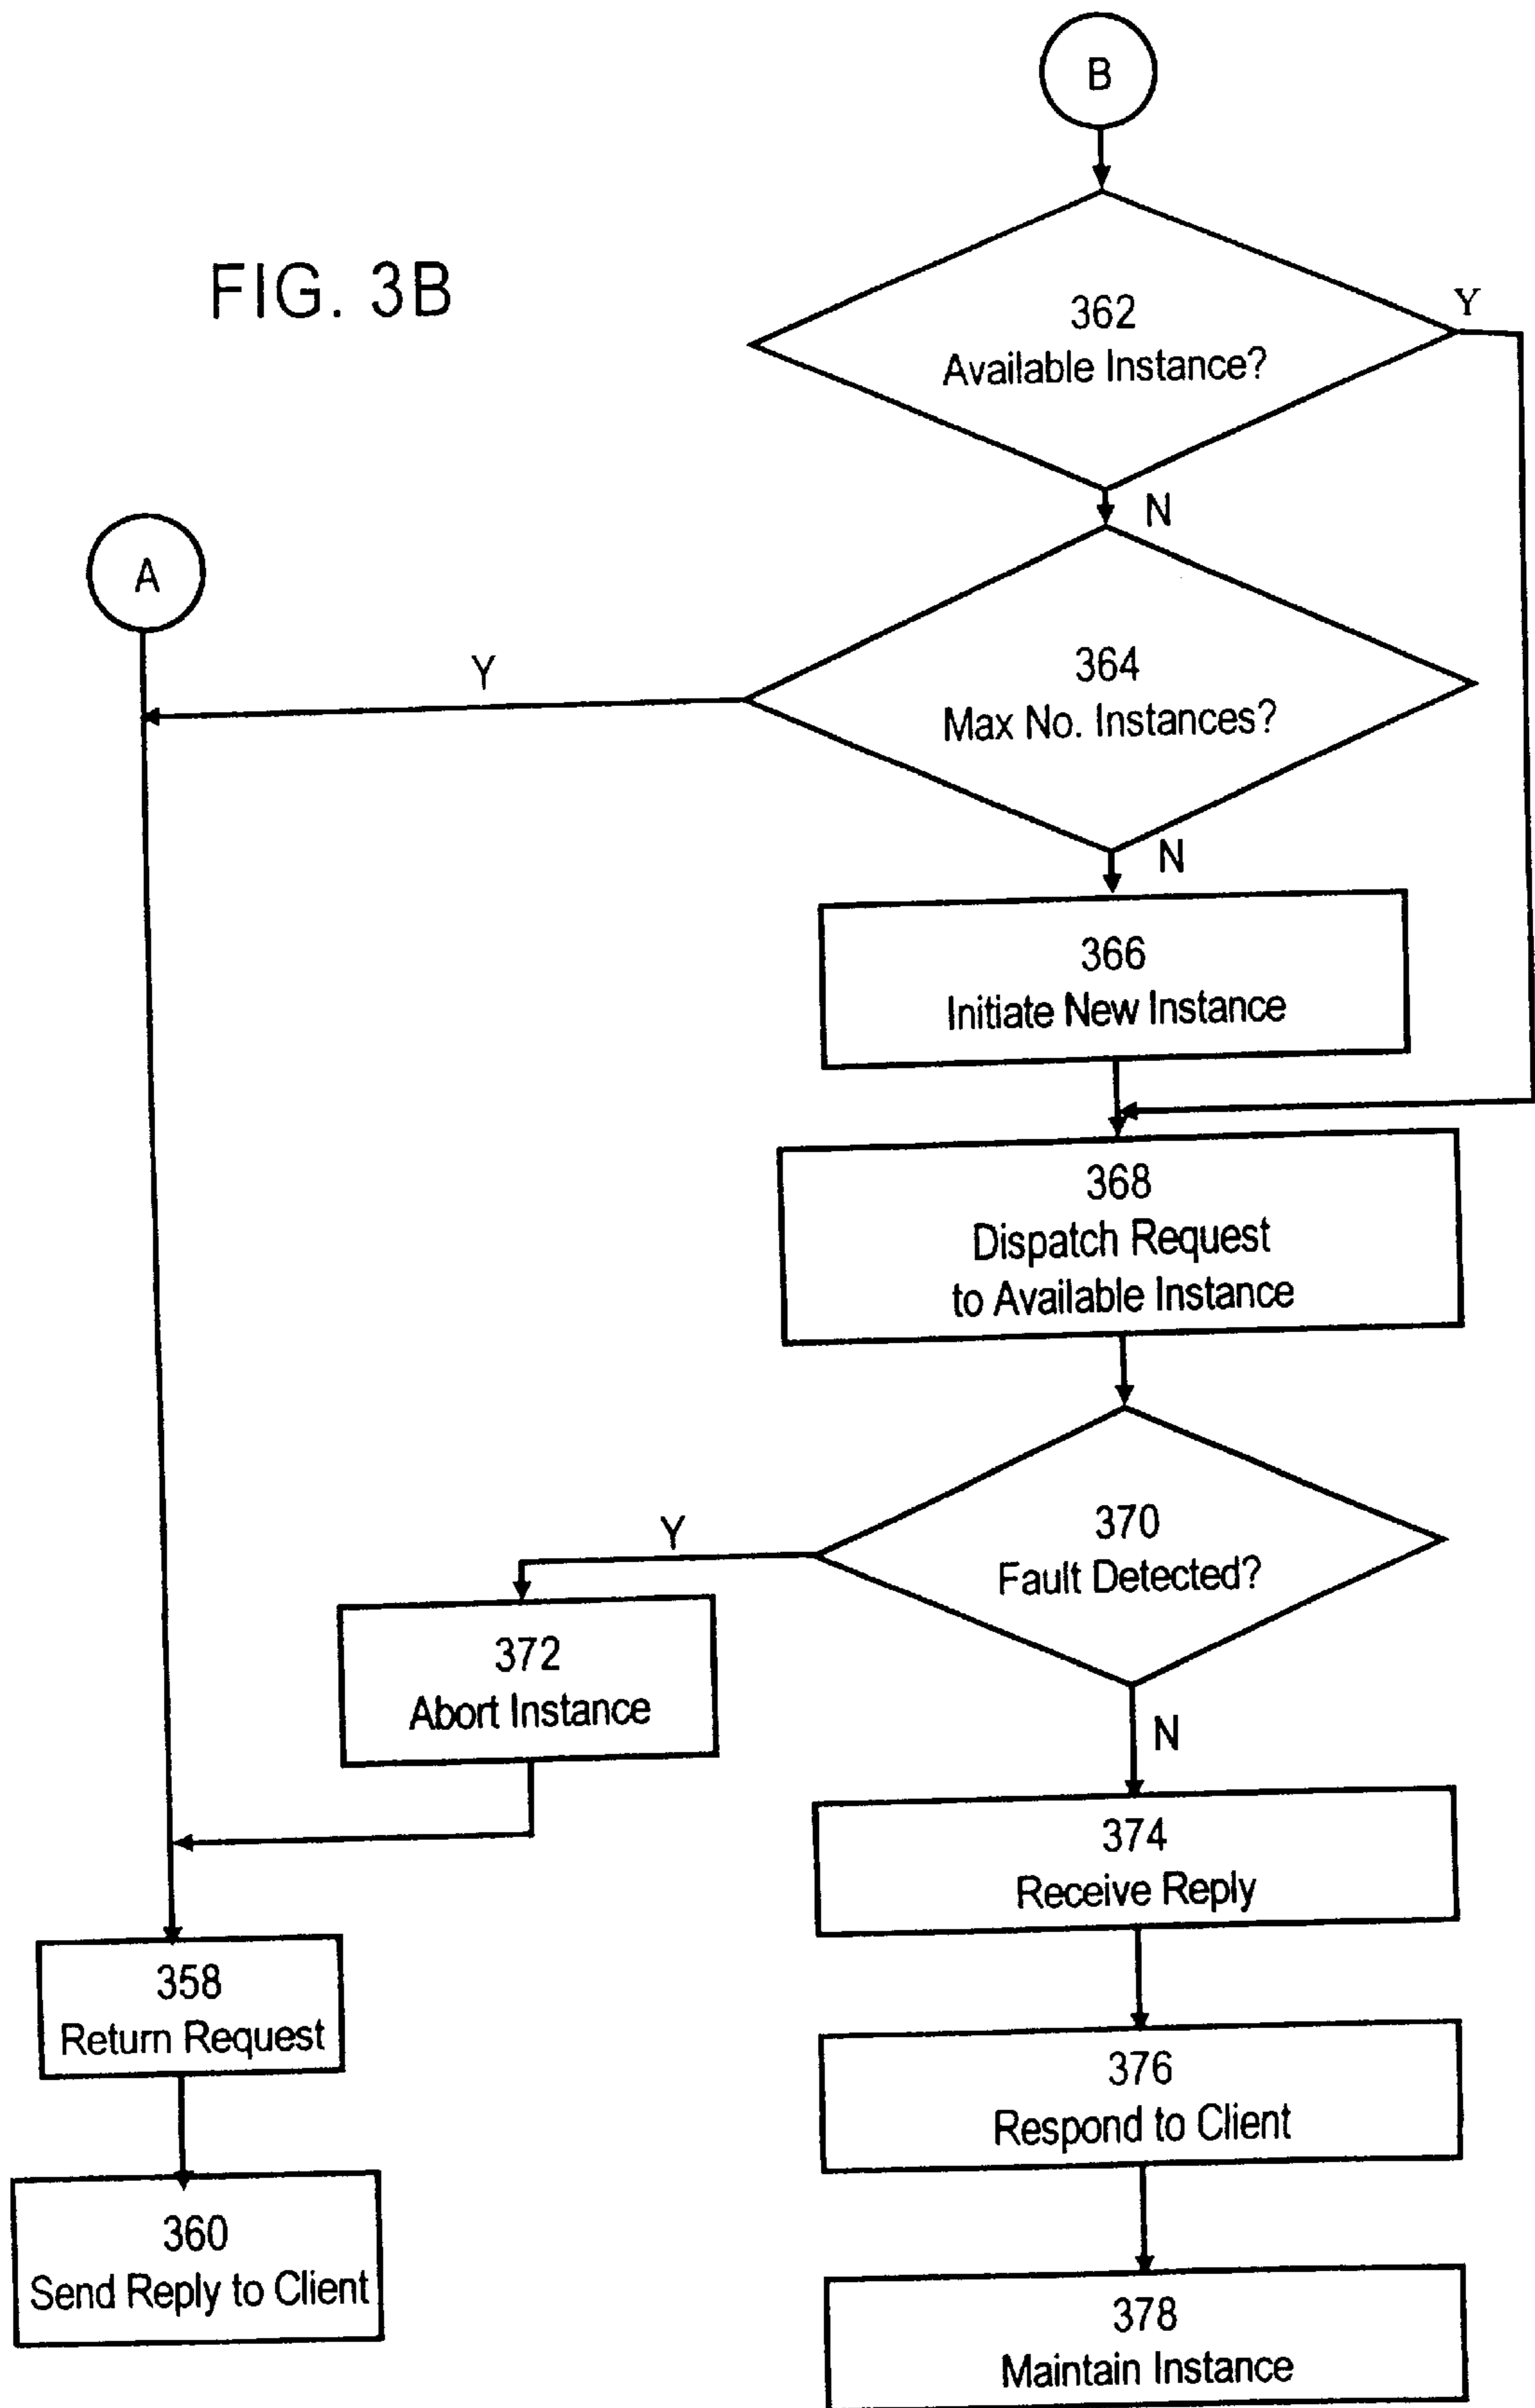 B
FIG. 3B
362
Available Instance?
Y
N
A
364
Max No. Instances?
Y
N
366
Initiate New Instance
368
Dispatch Request
to Available Instance
370
Fault Detected?
Y
372
Abort Instance
N
374
Receive Reply
358
Return Request
376
Respond to Client
360
Send Reply to Client
378
Maintain Instance